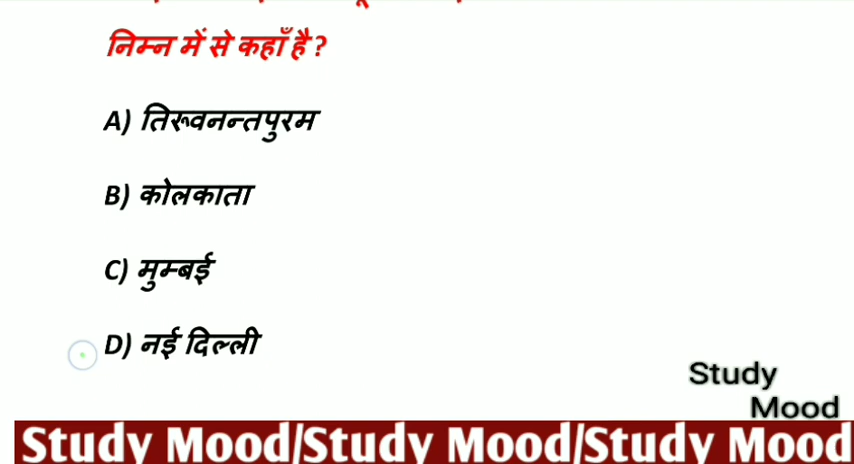 निम्न में से कहाँ है ?
A) तिरूवनन्तपुरम
B) कोलकाता
C) मुम्बई
D) नई दिल्ली
Study
Mood
Study Mood/Study Mood/Study Mood